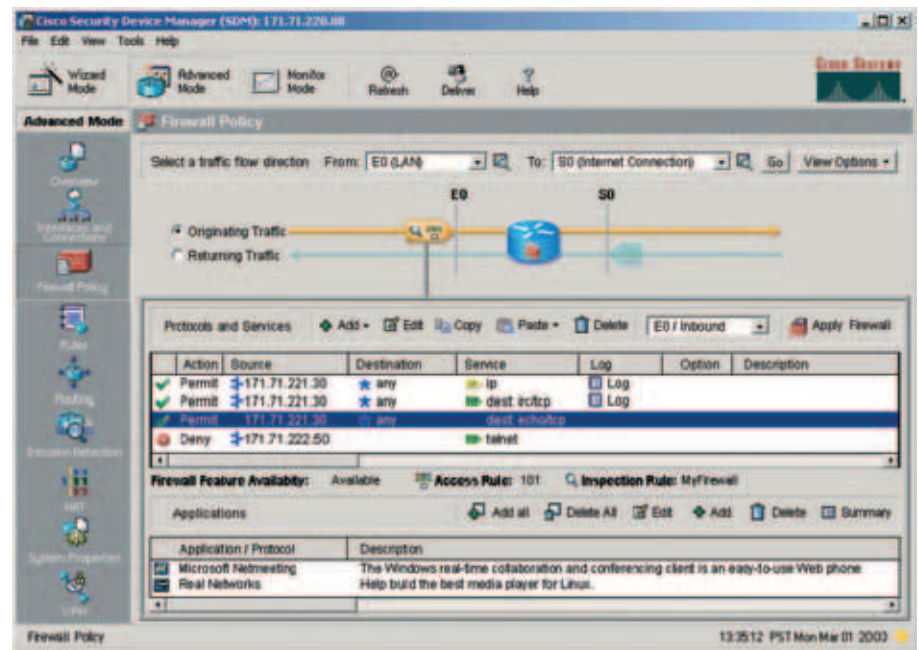 Cisco Security Device Manager (SDM): 171.71.220.88
File Edit View Tools Help
Wizard Mode
Advanced Mode
Monitor Mode
Refresh
Deliver
Help
Cisco Systems
Advanced Mode
Firewall Policy
Overview
Interfaces and Connections
Firewall Policy
Rules
Routing
Intrusion Detection
NAT
System Properties
VPN
Select a traffic flow direction From: E0 (LAN) To: S0 (Internet Connection) Go View Options
E0 S0
Originating Traffic
Returning Traffic
Protocols and Services Add Edit Copy Paste Delete E0 / Inbound Apply Firewall
Action Source Destination Service Log Option Description
Permit 171.71.221.30 any ip Log
Permit 171.71.221.30 any dest irc/tcp Log
Permit 171.71.221.30 any dest echo/tcp
Deny 171.71.222.50 telnet
Firewall Feature Availabity: Available Access Rule: 101 Inspection Rule: MyFirewall
Applications Add all Delete All Edit Add Delete Summary
Application / Protocol Description
Microsoft Netmeeting The Windows real-time collaboration and conferencing client is an easy-to-use Web phone.
Real Networks Help build the best media player for Linux.
Firewall Policy 13:35:12 PST Mon Mar 01 2003